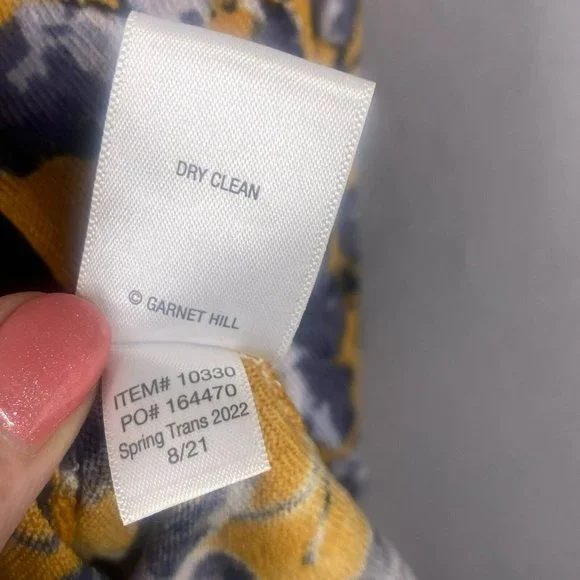 DRY CLEAN
© GARNET HILL
ITEM# 10330
PO# 164470
Spring Trans 2022
8/21